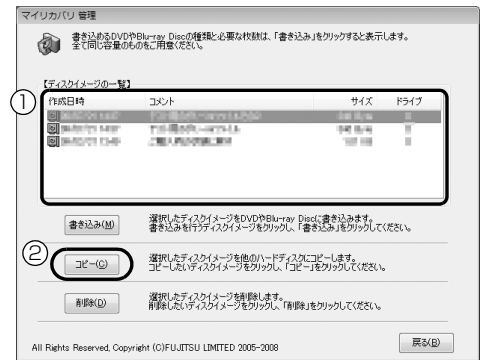 マイリカバリ 管理
書き込めるDVDやBlu-ray Discの種類と必要な枚数は、「書き込み」をクリックすると表示します。
全て同じ容量のものをご用意ください。
【ディスクイメージの一覧】
①
作成日時 コメント サイズ ドライブ
書き込み(M)
選択したディスクイメージをDVDやBlu-ray Discに書き込みます。
書き込みを行うディスクイメージをクリックし、「書き込み」をクリックしてください。
②
コピー(C)
選択したディスクイメージを他のハードディスクにコピーします。
コピーしたいディスクイメージをクリックし、「コピー」をクリックしてください。
削除(D)
選択したディスクイメージを削除します。
削除したいディスクイメージをクリックし、「削除」をクリックしてください。
All Rights Reserved, Copyright (C)FUJITSU LIMITED 2005-2008
戻る(B)